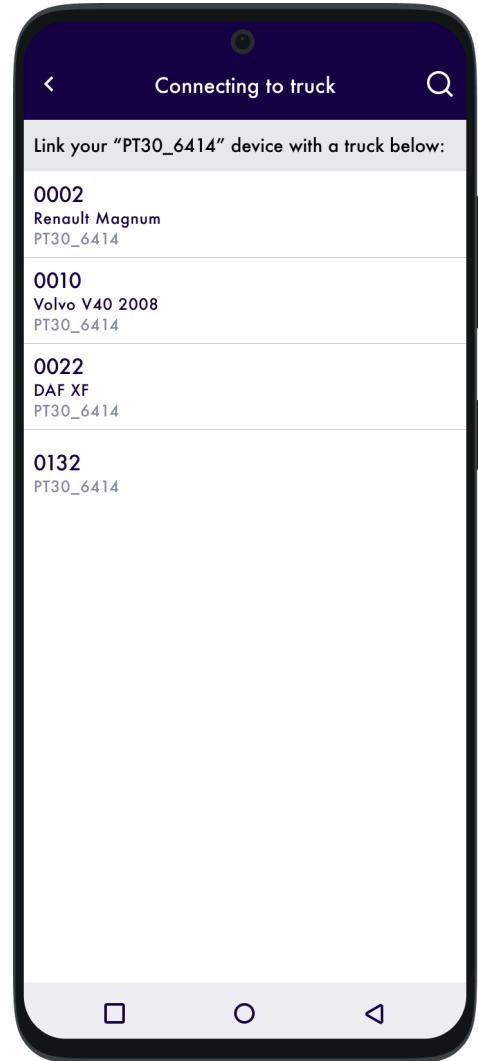 Connecting to truck
Link your “PT30_6414” device with a truck below:
0002
Renault Magnum
PT30_6414
0010
Volvo V40 2008
PT30_6414
0022
DAF XF
PT30_6414
0132
PT30_6414